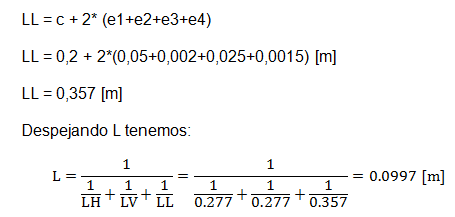 LL = c + 2* (e1+e2+e3+e4)
LL = 0,2 + 2*(0,05+0,002+0,025+0,0015) [m]
LL = 0,357 [m]
Despejando L tenemos:
L = 1 / (1/LH + 1/LV + 1/LL) = 1 / (1/0.277 + 1/0.277 + 1/0.357) = 0.0997 [m]